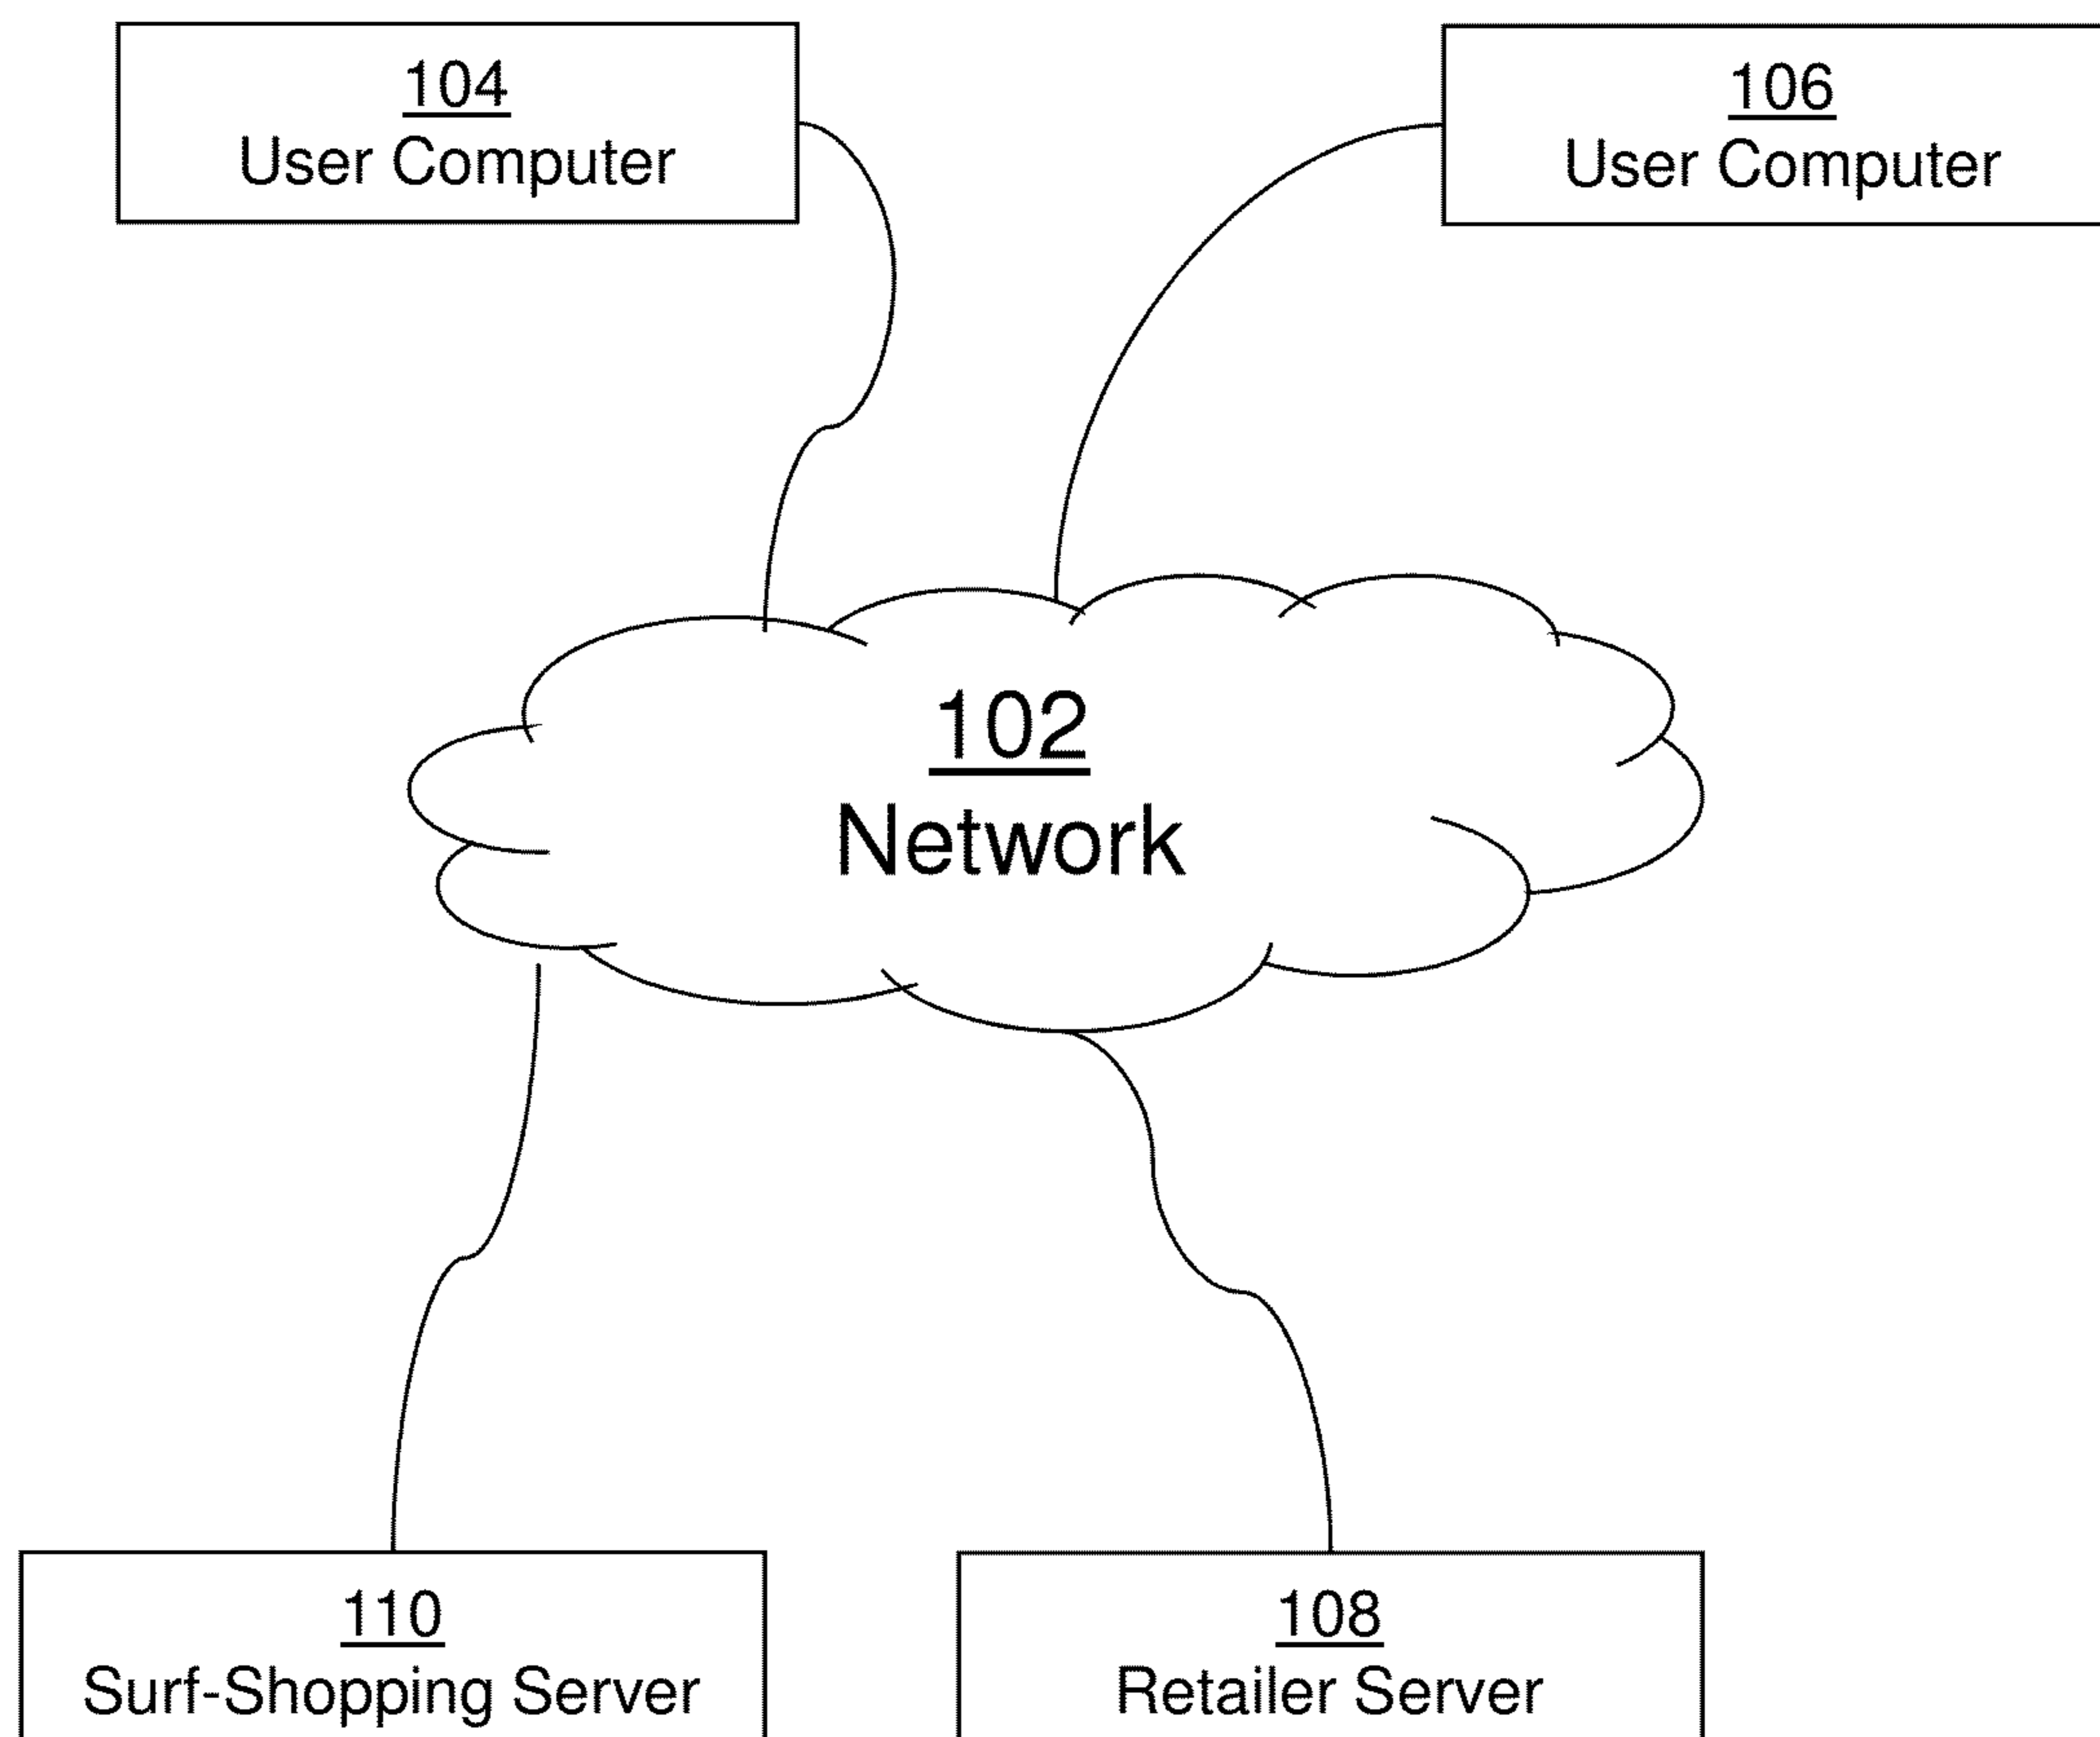 104
User Computer
106
User Computer
102
Network
110
Surf-Shopping Server
108
Retailer Server